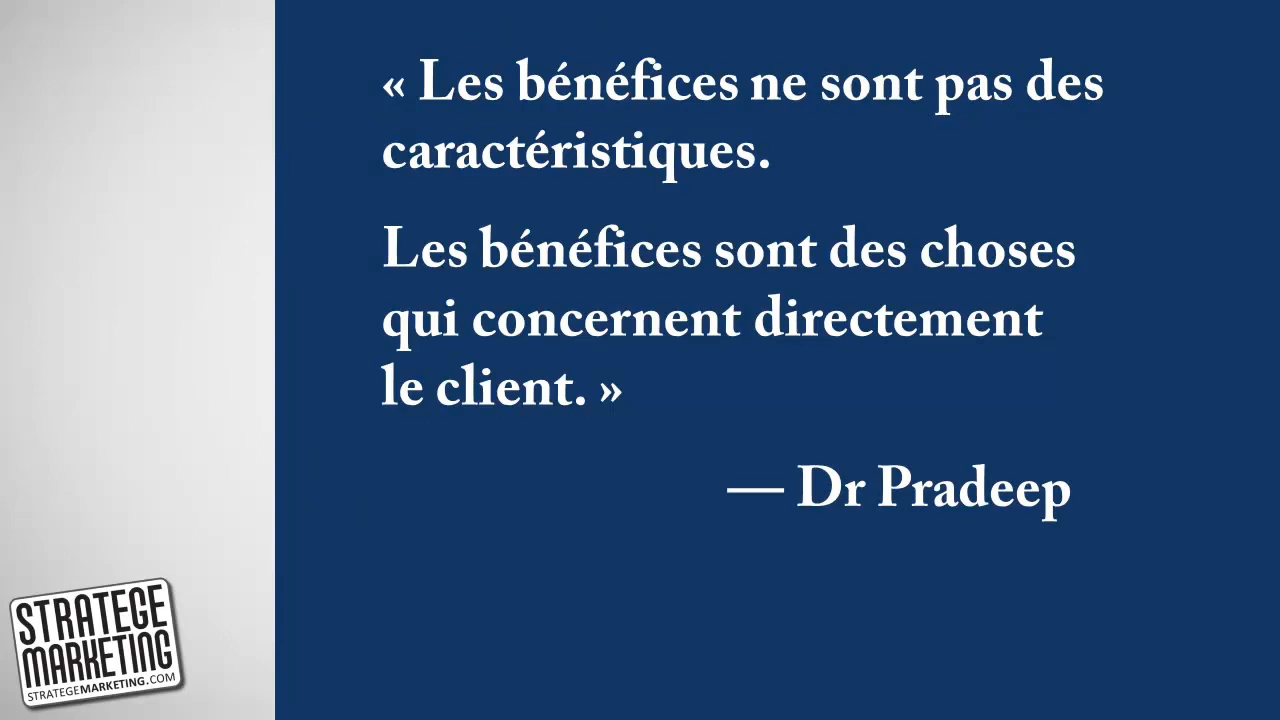 « Les bénéfices ne sont pas des
caractéristiques.
Les bénéfices sont des choses
qui concernent directement
le client. »
— Dr Pradeep
STRATEGE
MARKETING
STRATEGEMARKETING.COM